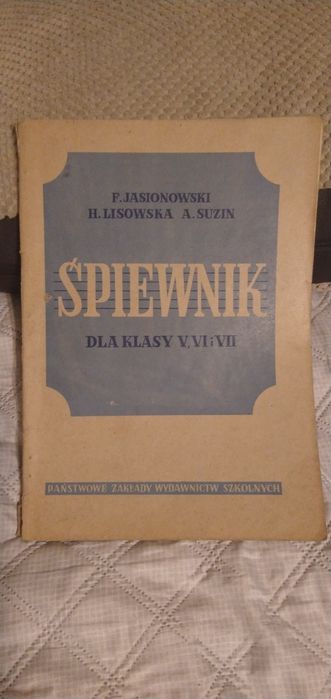 F. JASIONOWSKI
H. LISOWSKA A. SUZIN
ŚPIEWNIK
DLA KLASY V, VI i VII
PAŃSTWOWE ZAKŁADY WYDAWNICTW SZKOLNYCH